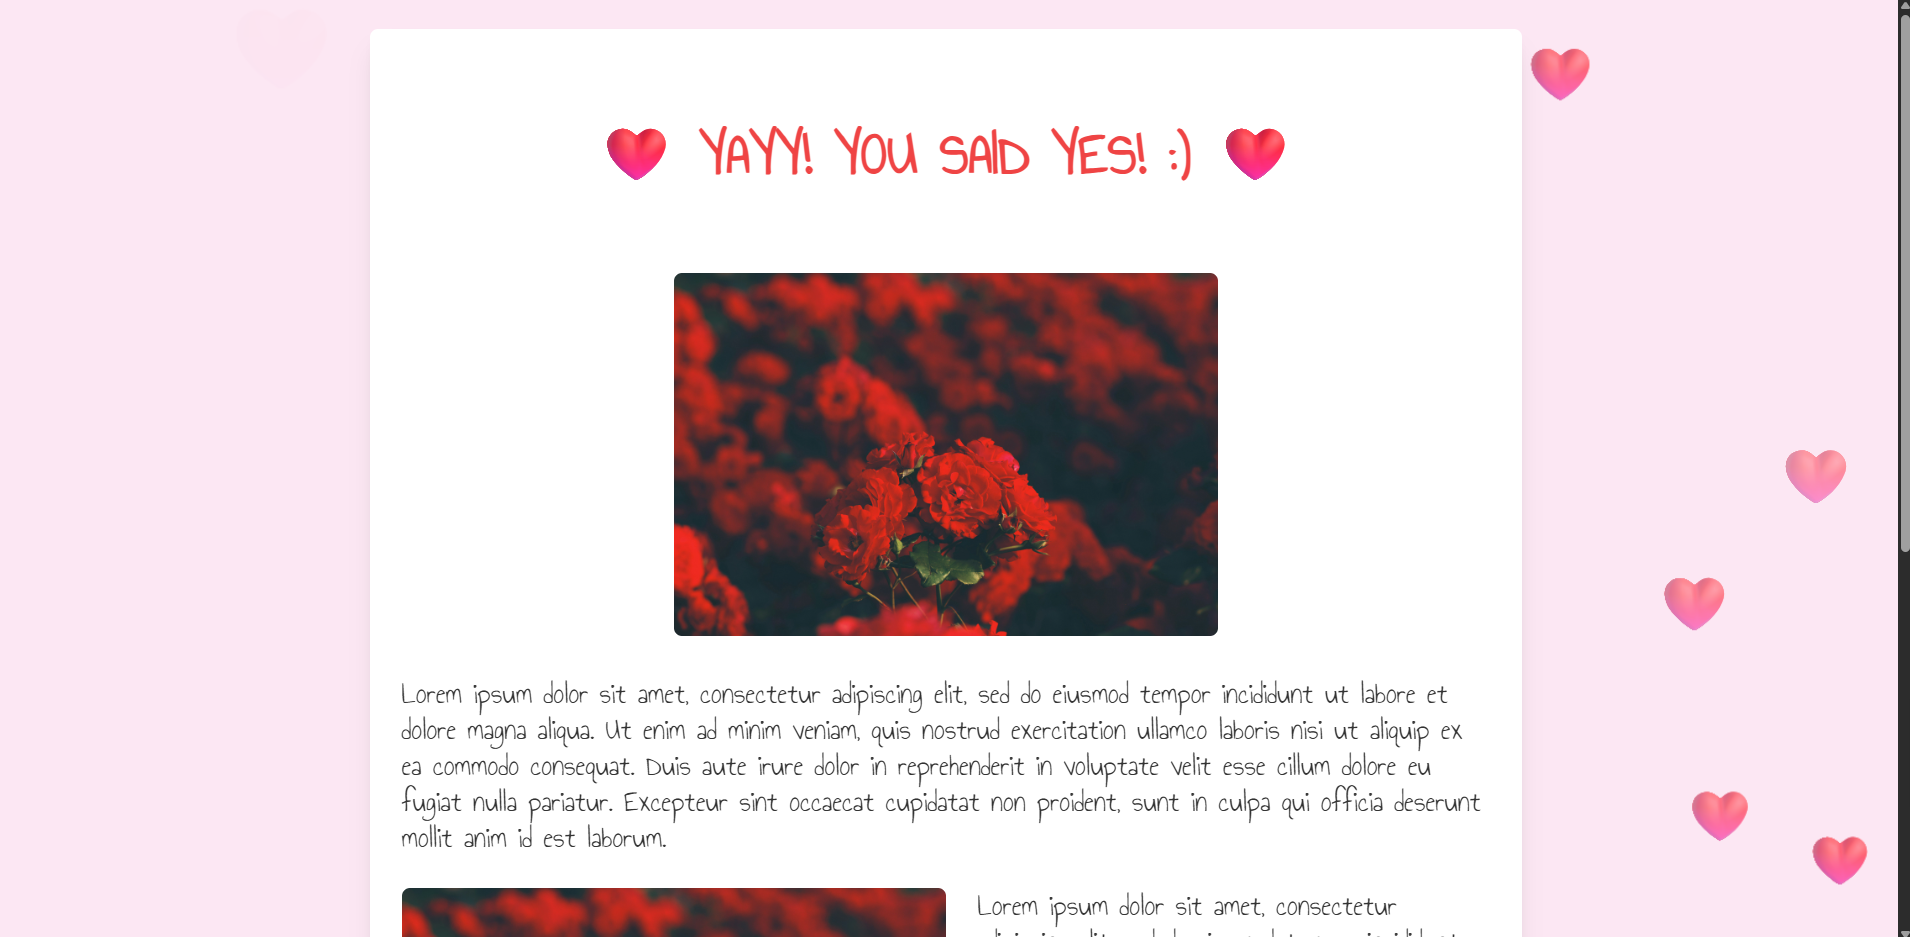 YAYY! YOU SAID YES! :)
Lorem ipsum dolor sit amet, consectetur adipiscing elit, sed do eiusmod tempor incididunt ut labore et
dolore magna aliqua. Ut enim ad minim veniam, quis nostrud exercitation ullamco laboris nisi ut aliquip ex
ea commodo consequat. Duis aute irure dolor in reprehenderit in voluptate velit esse cillum dolore eu
fugiat nulla pariatur. Excepteur sint occaecat cupidatat non proident, sunt in culpa qui officia deserunt
mollit anim id est laborum.
Lorem ipsum dolor sit amet, consectetur